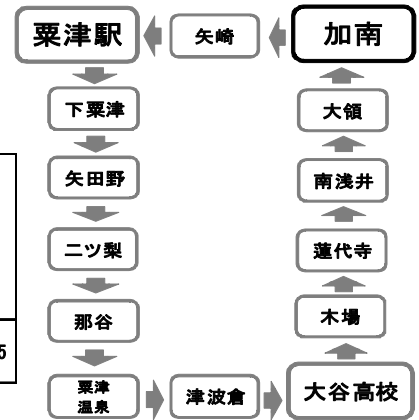 粟津駅
矢崎
加南
下粟津
大領
矢田野
南浅井
二ツ梨
蓮代寺
那谷
木場
5
粟津
温泉
津波倉
大谷高校